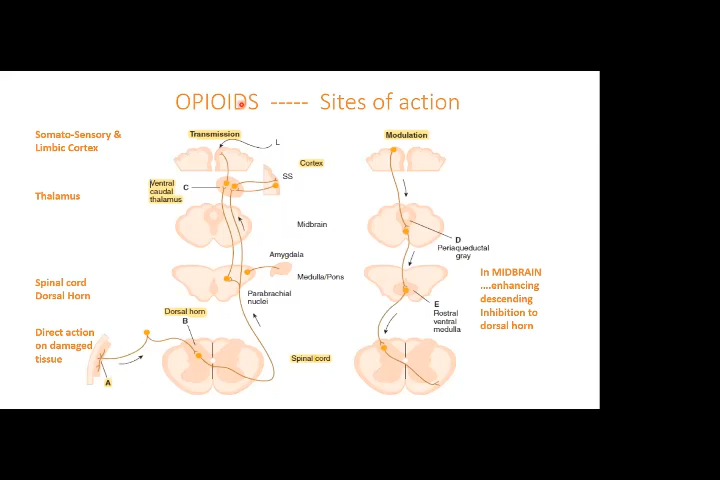 OPIOIDS ----- Sites of action
Somato-Sensory &
Limbic Cortex
Thalamus
Spinal cord
Dorsal Horn
Direct action
on damaged
tissue
Transmission
L
Cortex
SS
Ventral
caudal
thalamus
C
Midbrain
Amygdala
Medulla/Pons
Parabrachial
nuclei
Dorsal horn
B
Spinal cord
A
Modulation
D
Periaqueductal
gray
E
Rostral
ventral
medulla
In MIDBRAIN
....enhancing
descending
Inhibition to
dorsal horn